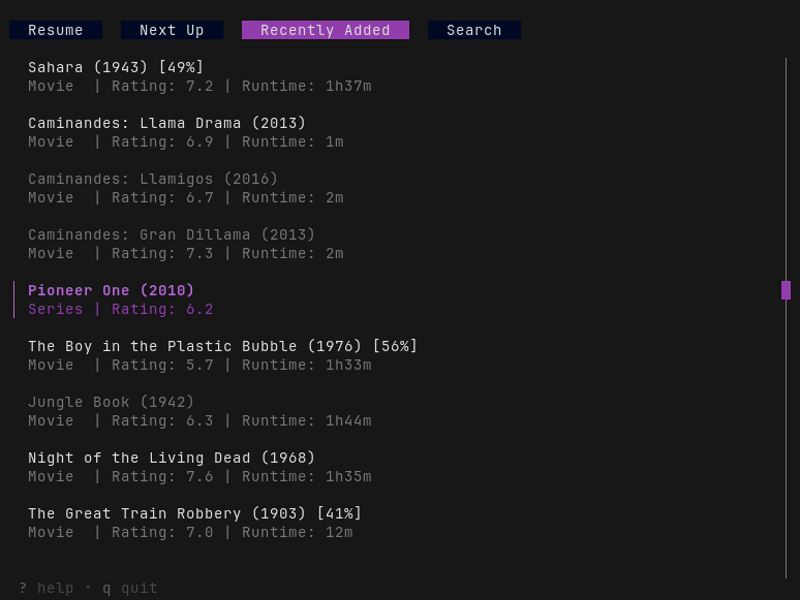 Resume Next Up Recently Added Search
Sahara (1943) [49%]
Movie | Rating: 7.2 | Runtime: 1h37m
Caminandes: Llama Drama (2013)
Movie | Rating: 6.9 | Runtime: 1m
Caminandes: Llamigos (2016)
Movie | Rating: 6.7 | Runtime: 2m
Caminandes: Gran Dillama (2013)
Movie | Rating: 7.3 | Runtime: 2m
Pioneer One (2010)
Series | Rating: 6.2
The Boy in the Plastic Bubble (1976) [56%]
Movie | Rating: 5.7 | Runtime: 1h33m
Jungle Book (1942)
Movie | Rating: 6.3 | Runtime: 1h44m
Night of the Living Dead (1968)
Movie | Rating: 7.6 | Runtime: 1h35m
The Great Train Robbery (1903) [41%]
Movie | Rating: 7.0 | Runtime: 12m
? help • q quit